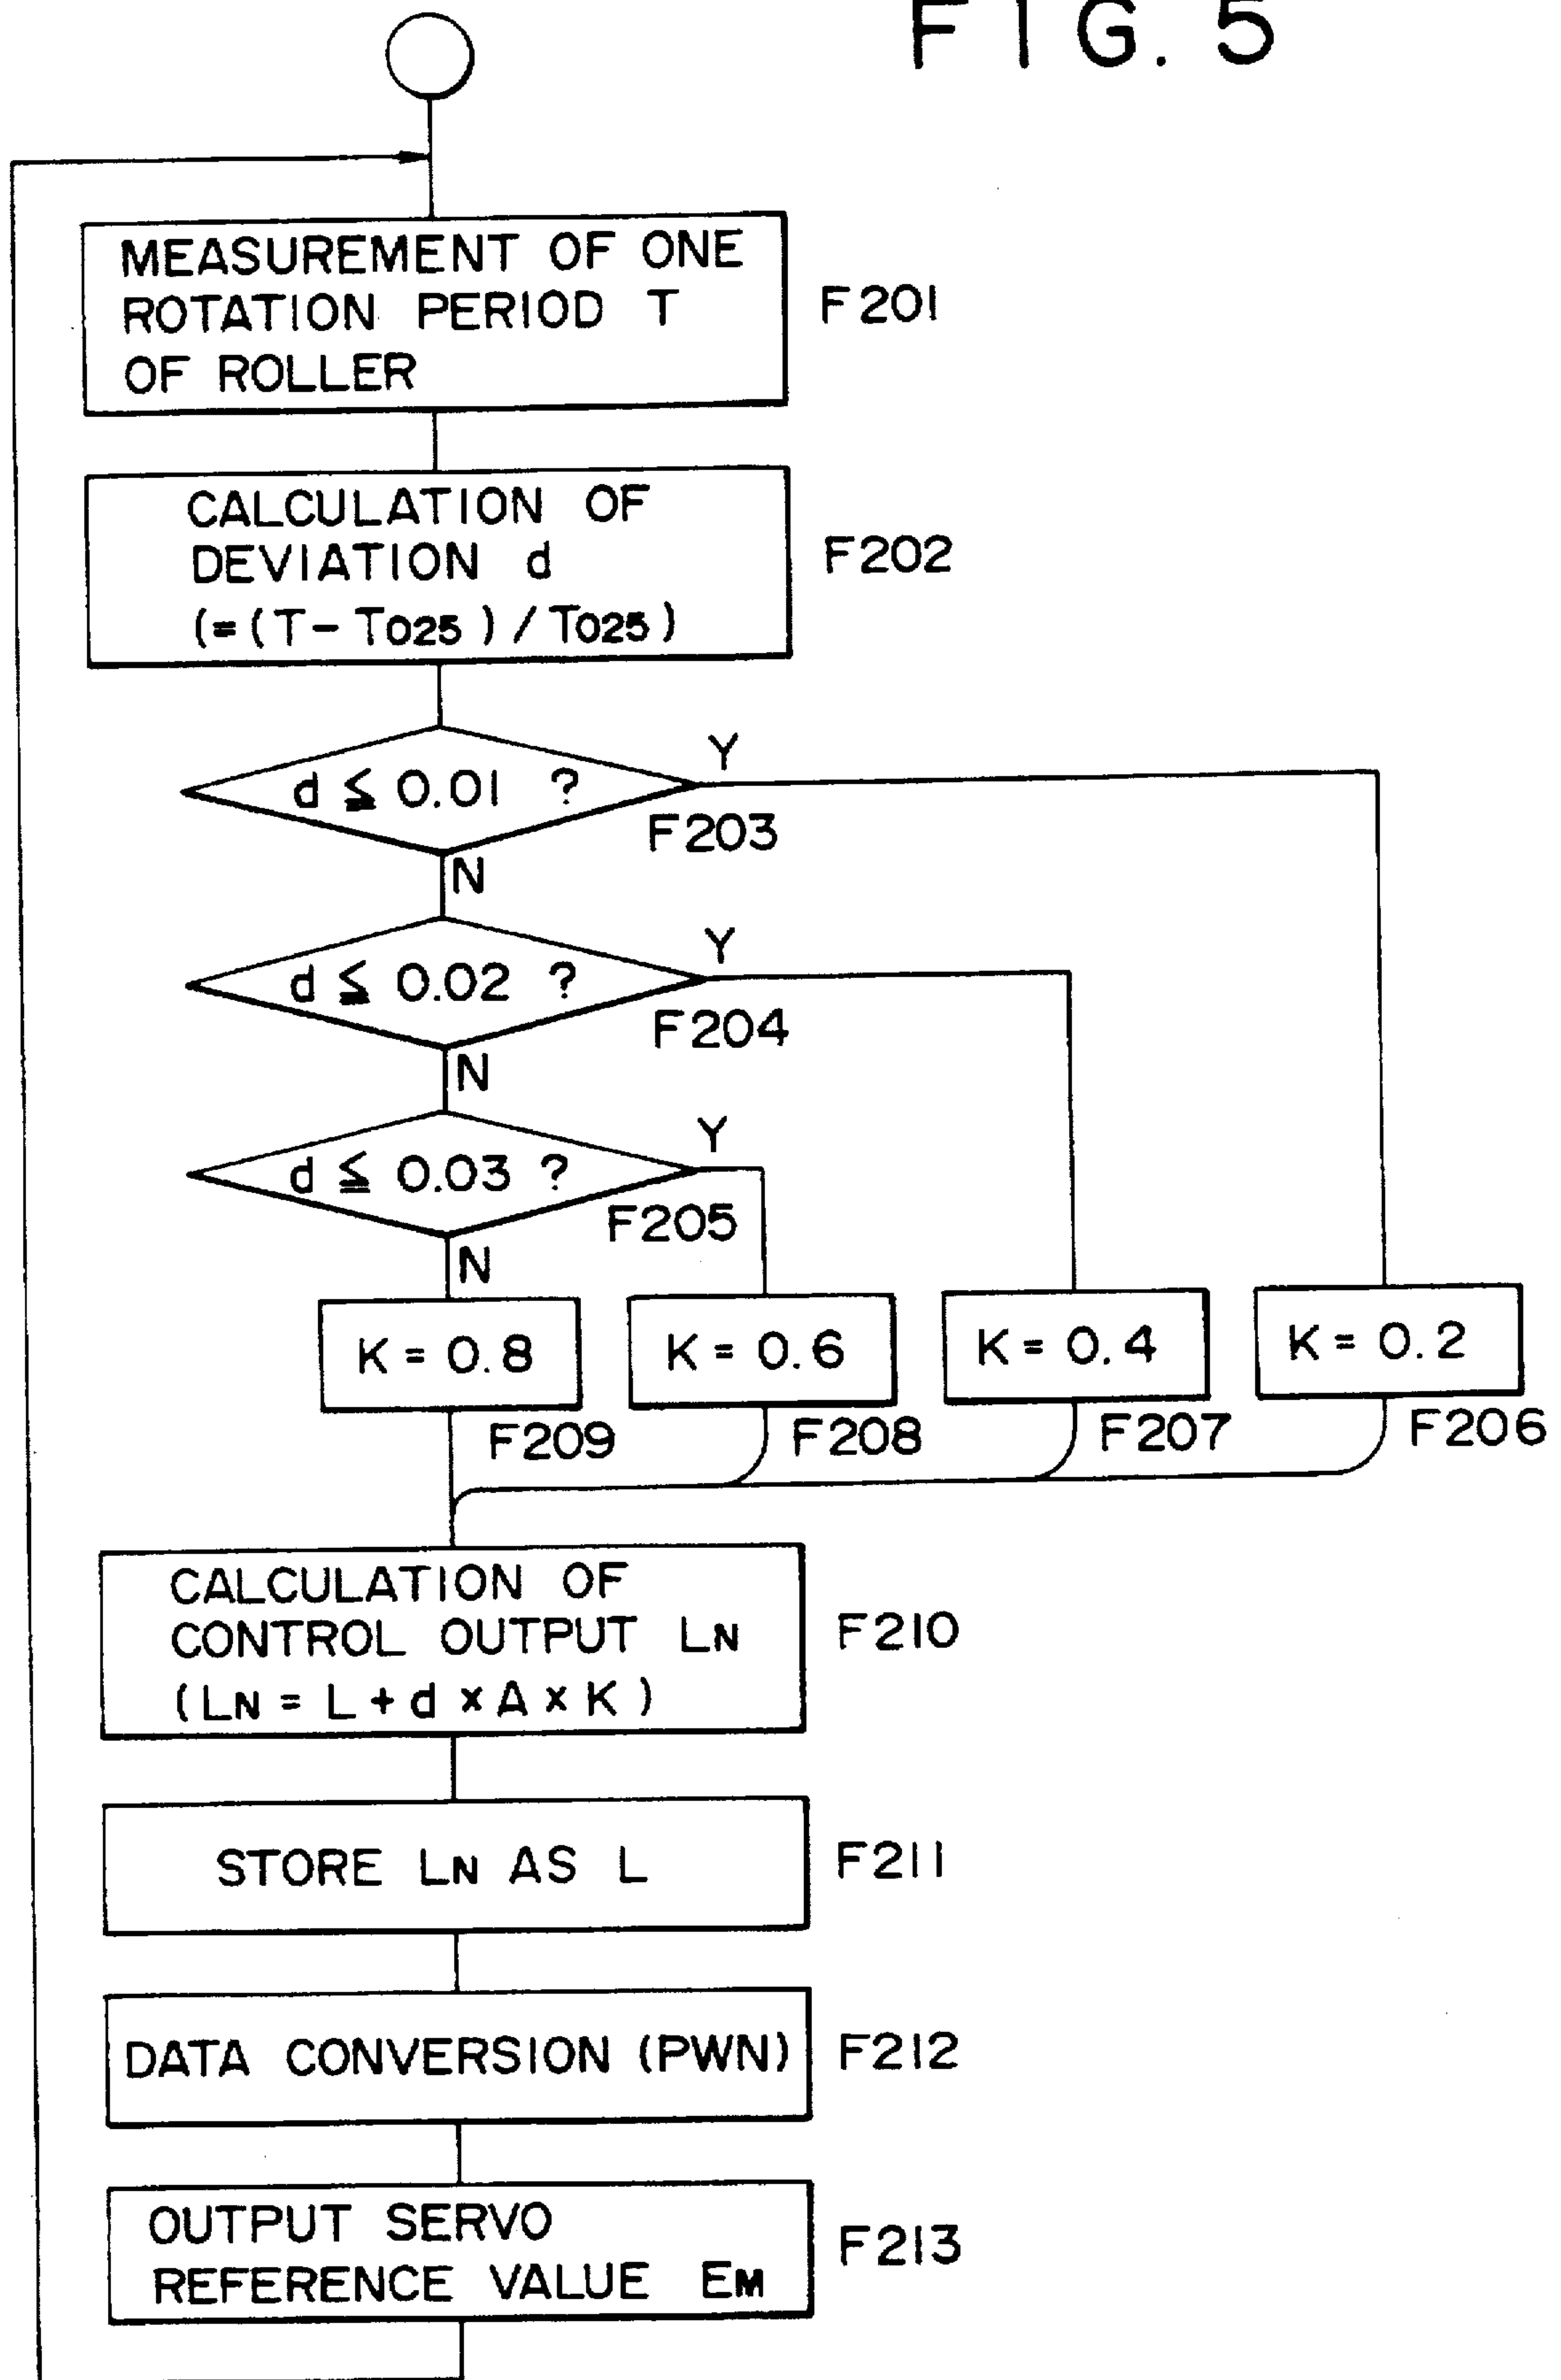 FIG. 5
MEASUREMENT OF ONE
ROTATION PERIOD T
OF ROLLER
F201
CALCULATION OF
DEVIATION d
(=(T-T025)/T025)
F202
d ≦ 0.01 ?
Y
F203
N
d ≦ 0.02 ?
Y
F204
N
d ≦ 0.03 ?
Y
F205
N
K = 0.8
K = 0.6
K = 0.4
K = 0.2
F209
F208
F207
F206
CALCULATION OF
CONTROL OUTPUT LN
(LN = L + d × A × K)
F210
STORE LN AS L
F211
DATA CONVERSION (PWN)
F212
OUTPUT SERVO
REFERENCE VALUE EM
F213